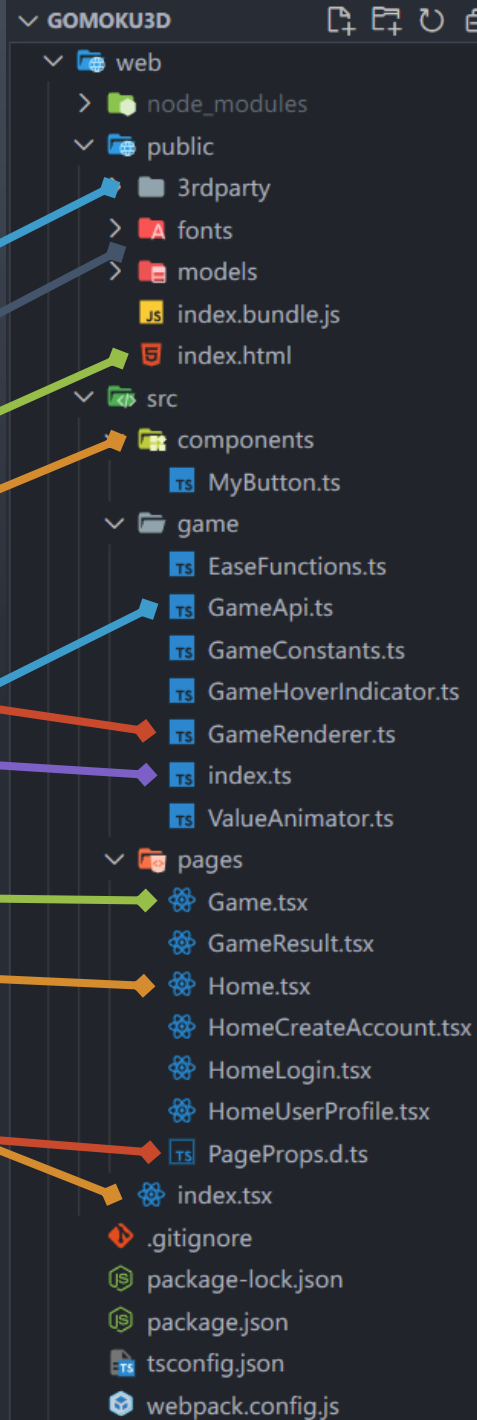 GOMOKU3D
web
node_modules
public
3rdparty
fonts
models
index.bundle.js
index.html
src
components
MyButton.ts
game
EaseFunctions.ts
GameApi.ts
GameConstants.ts
GameHoverIndicator.ts
GameRenderer.ts
index.ts
ValueAnimator.ts
pages
Game.tsx
GameResult.tsx
Home.tsx
HomeCreateAccount.tsx
HomeLogin.tsx
HomeUserProfile.tsx
PageProps.d.ts
index.tsx
.gitignore
package-lock.json
package.json
tsconfig.json
webpack.config.js